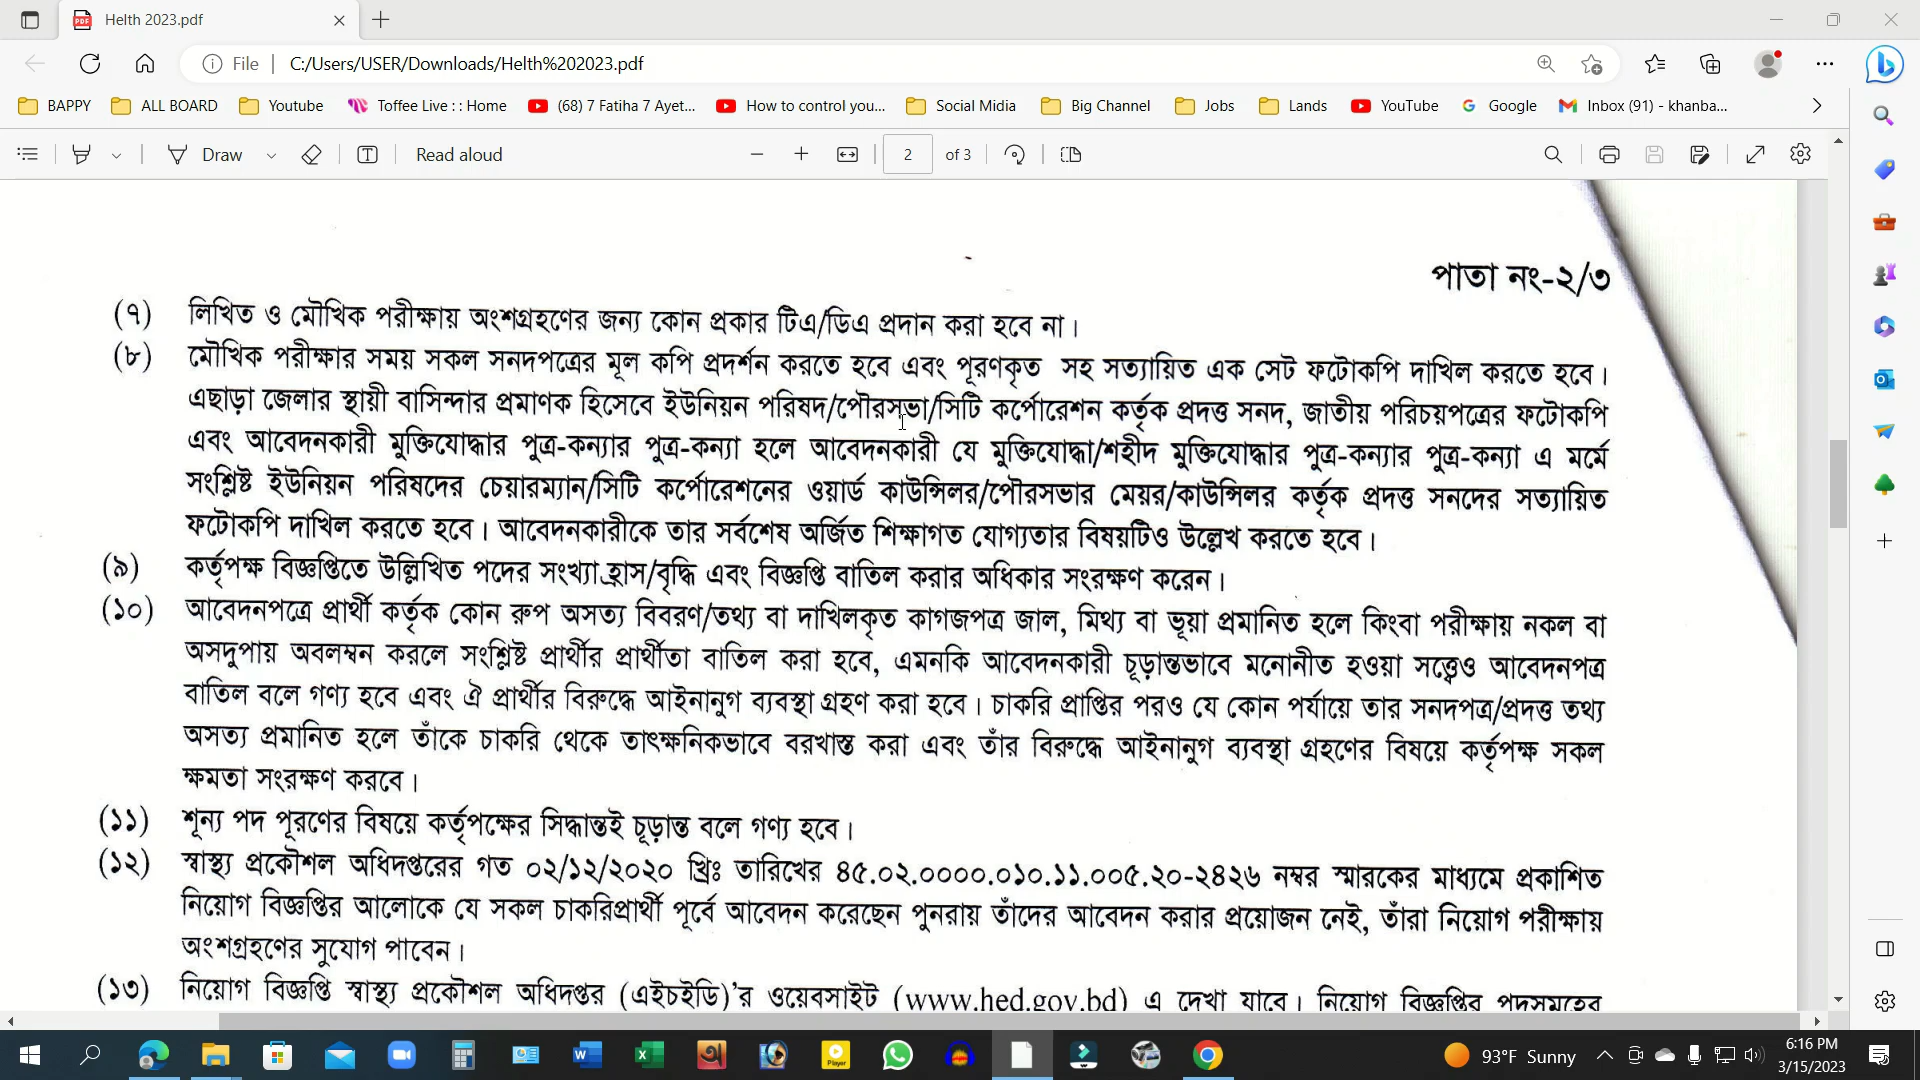 Helth 2023.pdf
File
C:/Users/USER/Downloads/Helth%202023.pdf
BAPPY
ALL BOARD
Youtube
Toffee Live :: Home
(68) 7 Fatiha 7 Ayet...
How to control you...
Social Midia
Big Channel
Jobs
Lands
YouTube
Google
Inbox (91) - khanba...
Draw
Read aloud
2 of 3
পাতা নং-২/৩
(৭) লিখিত ও মৌখিক পরীক্ষায় অংশগ্রহণের জন্য কোন প্রকার টিএ/ডিএ প্রদান করা হবে না।
(৮) মৌখিক পরীক্ষার সময় সকল সনদপত্রের মূল কপি প্রদর্শন করতে হবে এবং পূরণকৃত সহ সত্যায়িত এক সেট ফটোকপি দাখিল করতে হবে।
এছাড়া জেলার স্থায়ী বাসিন্দার প্রমাণক হিসেবে ইউনিয়ন পরিষদ/পৌরসভা/সিটি কর্পোরেশন কর্তৃক প্রদত্ত সনদ, জাতীয় পরিচয়পত্রের ফটোকপি
এবং আবেদনকারী মুক্তিযোদ্ধার পুত্র-কন্যার পুত্র-কন্যা হলে আবেদনকারী যে মুক্তিযোদ্ধা/শহীদ মুক্তিযোদ্ধার পুত্র-কন্যার পুত্র-কন্যা এ মর্মে
সংশ্লিষ্ট ইউনিয়ন পরিষদের চেয়ারম্যান/সিটি কর্পোরেশনের ওয়ার্ড কাউন্সিলর/পৌরসভার মেয়র/কাউন্সিলর কর্তৃক প্রদত্ত সনদের সত্যায়িত
ফটোকপি দাখিল করতে হবে। আবেদনকারীকে তার সর্বশেষ অর্জিত শিক্ষাগত যোগ্যতার বিষয়টিও উল্লেখ করতে হবে।
(৯) কর্তৃপক্ষ বিজ্ঞপ্তিতে উল্লিখিত পদের সংখ্যা হ্রাস/বৃদ্ধি এবং বিজ্ঞপ্তি বাতিল করার অধিকার সংরক্ষণ করেন।
(১০) আবেদনপত্রে প্রার্থী কর্তৃক কোন রুপ অসত্য বিবরণ/তথ্য বা দাখিলকৃত কাগজপত্র জাল, মিথ্য বা ভূয়া প্রমানিত হলে কিংবা পরীক্ষায় নকল বা
অসদুপায় অবলম্বন করলে সংশ্লিষ্ট প্রার্থীর প্রার্থীতা বাতিল করা হবে, এমনকি আবেদনকারী চূড়ান্তভাবে মনোনীত হওয়া সত্ত্বেও আবেদনপত্র
বাতিল বলে গণ্য হবে এবং ঐ প্রার্থীর বিরুদ্ধে আইনানুগ ব্যবস্থা গ্রহণ করা হবে। চাকরি প্রাপ্তির পরও যে কোন পর্যায়ে তার সনদপত্র/প্রদত্ত তথ্য
অসত্য প্রমানিত হলে তাঁকে চাকরি থেকে তাৎক্ষনিকভাবে বরখাস্ত করা এবং তাঁর বিরুদ্ধে আইনানুগ ব্যবস্থা গ্রহণের বিষয়ে কর্তৃপক্ষ সকল
ক্ষমতা সংরক্ষণ করবে।
(১১) শূন্য পদ পূরণের বিষয়ে কর্তৃপক্ষের সিদ্ধান্তই চূড়ান্ত বলে গণ্য হবে।
(১২) স্বাস্থ্য প্রকৌশল অধিদপ্তরের গত ০২/১২/২০২০ খ্রিঃ তারিখের ৪৫.০২.০০০০.০১০.১১.০০৫.২০-২৪২৬ নম্বর স্মারকের মাধ্যমে প্রকাশিত
নিয়োগ বিজ্ঞপ্তির আলোকে যে সকল চাকরিপ্রার্থী পূর্বে আবেদন করেছেন পুনরায় তাঁদের আবেদন করার প্রয়োজন নেই, তাঁরা নিয়োগ পরীক্ষায়
অংশগ্রহণের সুযোগ পাবেন।
(১৩) নিয়োগ বিজ্ঞপ্তি স্বাস্থ্য প্রকৌশল অধিদপ্তর (এইচইডি)'র ওয়েবসাইট (www.hed.gov.bd) এ দেখা যাবে। নিয়োগ বিজ্ঞপ্তির পদসমূহের
93°F Sunny
6:16 PM
3/15/2023